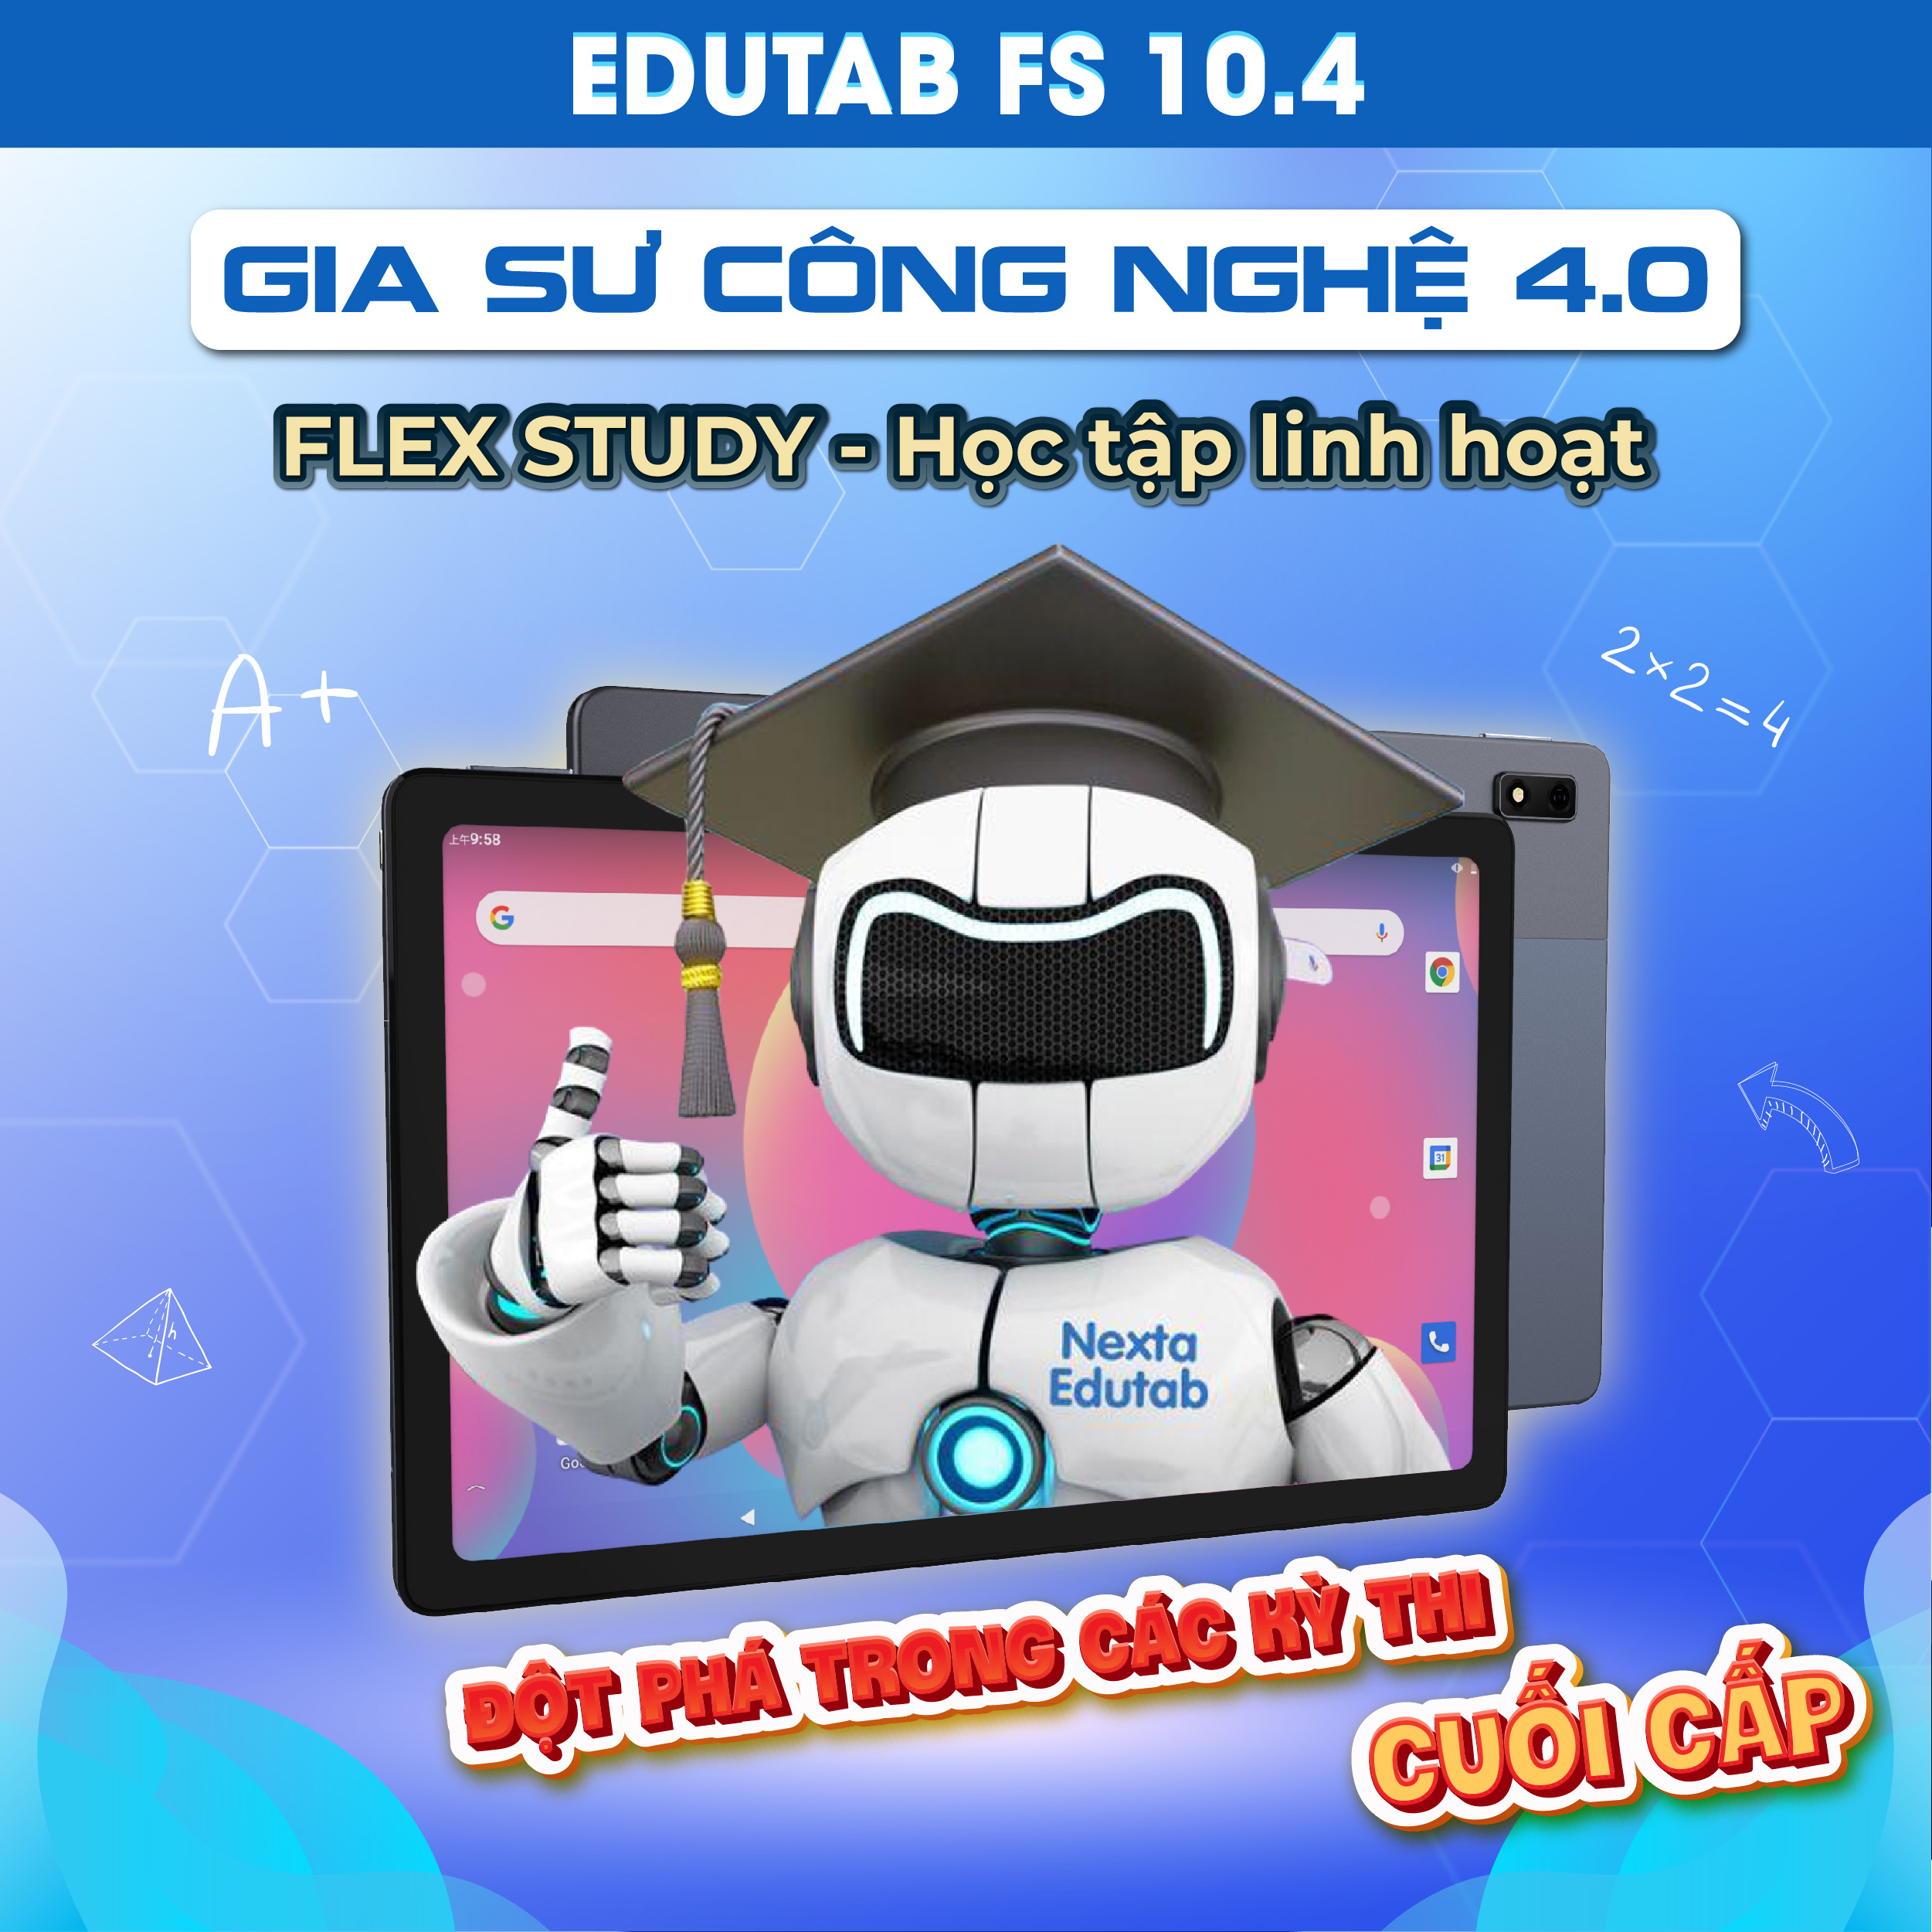 EDUTAB FS 10.4
GIA SƯ CÔNG NGHỆ 4.0
FLEX STUDY - Học tập linh hoạt
A+
2×2=4
上午9:58
G
31
h
Nexta
Edutab
ĐỘT PHÁ TRONG CÁC KỲ THI
CUỐI CẤP